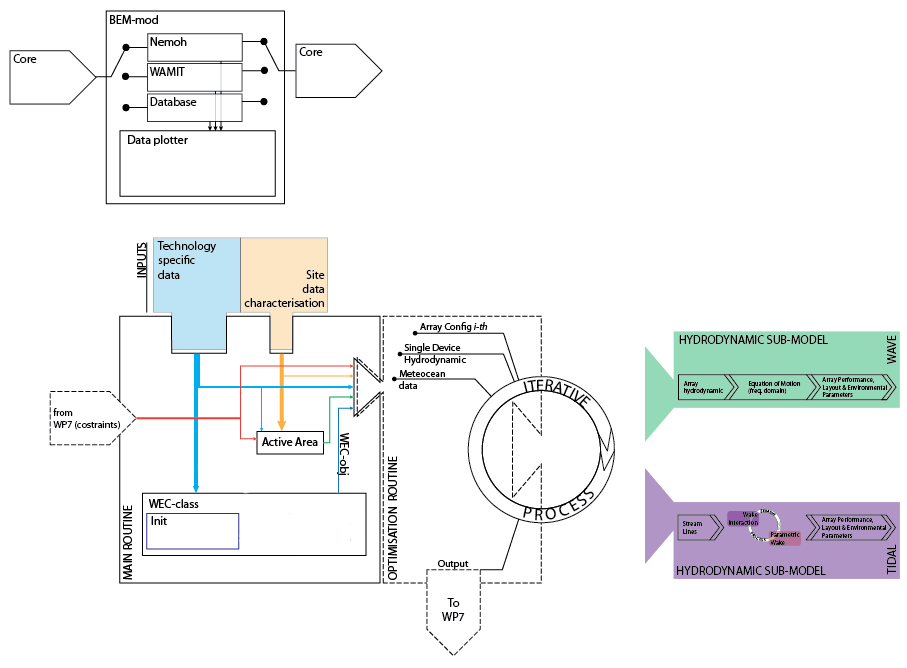 BEM-mod
Core
Nemoh
WAMIT
Database
Data plotter
Core
INPUTS
Technology
specific
data
Site
data
characterisation
from
WP7 (costraints)
Active Area
WEC-obj
WEC-class
Init
MAIN ROUTINE
OPTIMISATION ROUTINE
Array Config i-th
Single Device
Hydrodynamic
Meteocean
data
ITERATIVE
PROCESS
Output
To
WP7
HYDRODYNAMIC SUB-MODEL
WAVE
Array
hydrodynamic
Equation of Motion
(freq. domain)
Array Performance,
Layout & Environmental
Parameters
Stream
Lines
Wake
Interaction
Parametric
Wake
Array Performance,
Layout & Environmental
Parameters
HYDRODYNAMIC SUB-MODEL
TIDAL